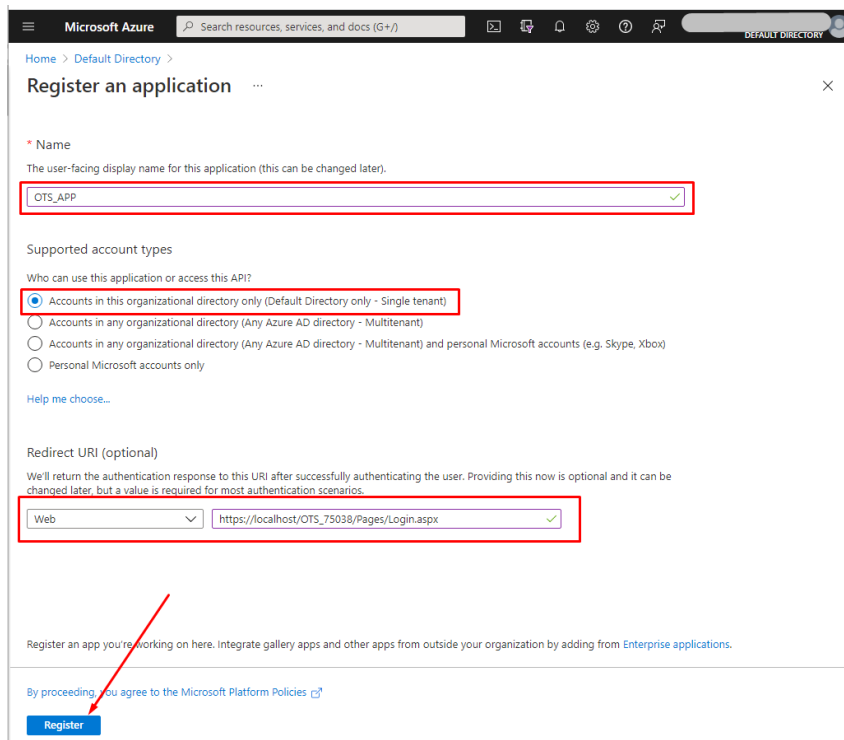 Microsoft Azure
Search resources, services, and docs (G+/)
DEFAULT DIRECTORY
Home > Default Directory >
Register an application ...
* Name
The user-facing display name for this application (this can be changed later).
OTS_APP
Supported account types
Who can use this application or access this API?
Accounts in this organizational directory only (Default Directory only - Single tenant)
Accounts in any organizational directory (Any Azure AD directory - Multitenant)
Accounts in any organizational directory (Any Azure AD directory - Multitenant) and personal Microsoft accounts (e.g. Skype, Xbox)
Personal Microsoft accounts only
Help me choose...
Redirect URI (optional)
We'll return the authentication response to this URI after successfully authenticating the user. Providing this now is optional and it can be
changed later, but a value is required for most authentication scenarios.
Web
https://localhost/OTS_75038/Pages/Login.aspx
Register an app you're working on here. Integrate gallery apps and other apps from outside your organization by adding from Enterprise applications.
By proceeding, you agree to the Microsoft Platform Policies
Register